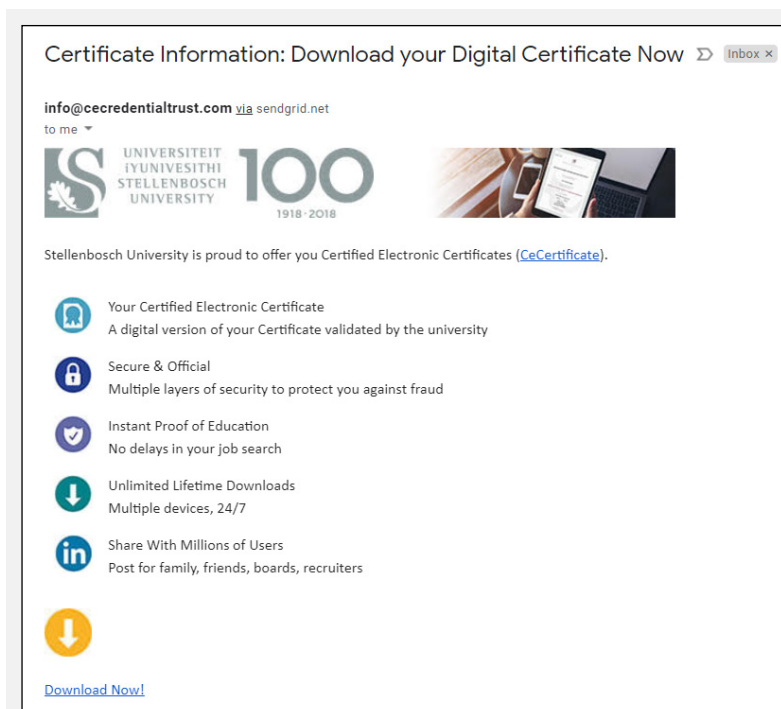 Certificate Information: Download your Digital Certificate Now
Inbox ×
info@cecredentialtrust.com via sendgrid.net
to me
UNIVERSITEIT
iYUNIVESITHI
STELLENBOSCH
UNIVERSITY
100
1918·2018
Stellenbosch University is proud to offer you Certified Electronic Certificates (CeCertificate).
Your Certified Electronic Certificate
A digital version of your Certificate validated by the university
Secure & Official
Multiple layers of security to protect you against fraud
Instant Proof of Education
No delays in your job search
Unlimited Lifetime Downloads
Multiple devices, 24/7
in
Share With Millions of Users
Post for family, friends, boards, recruiters
Download Now!